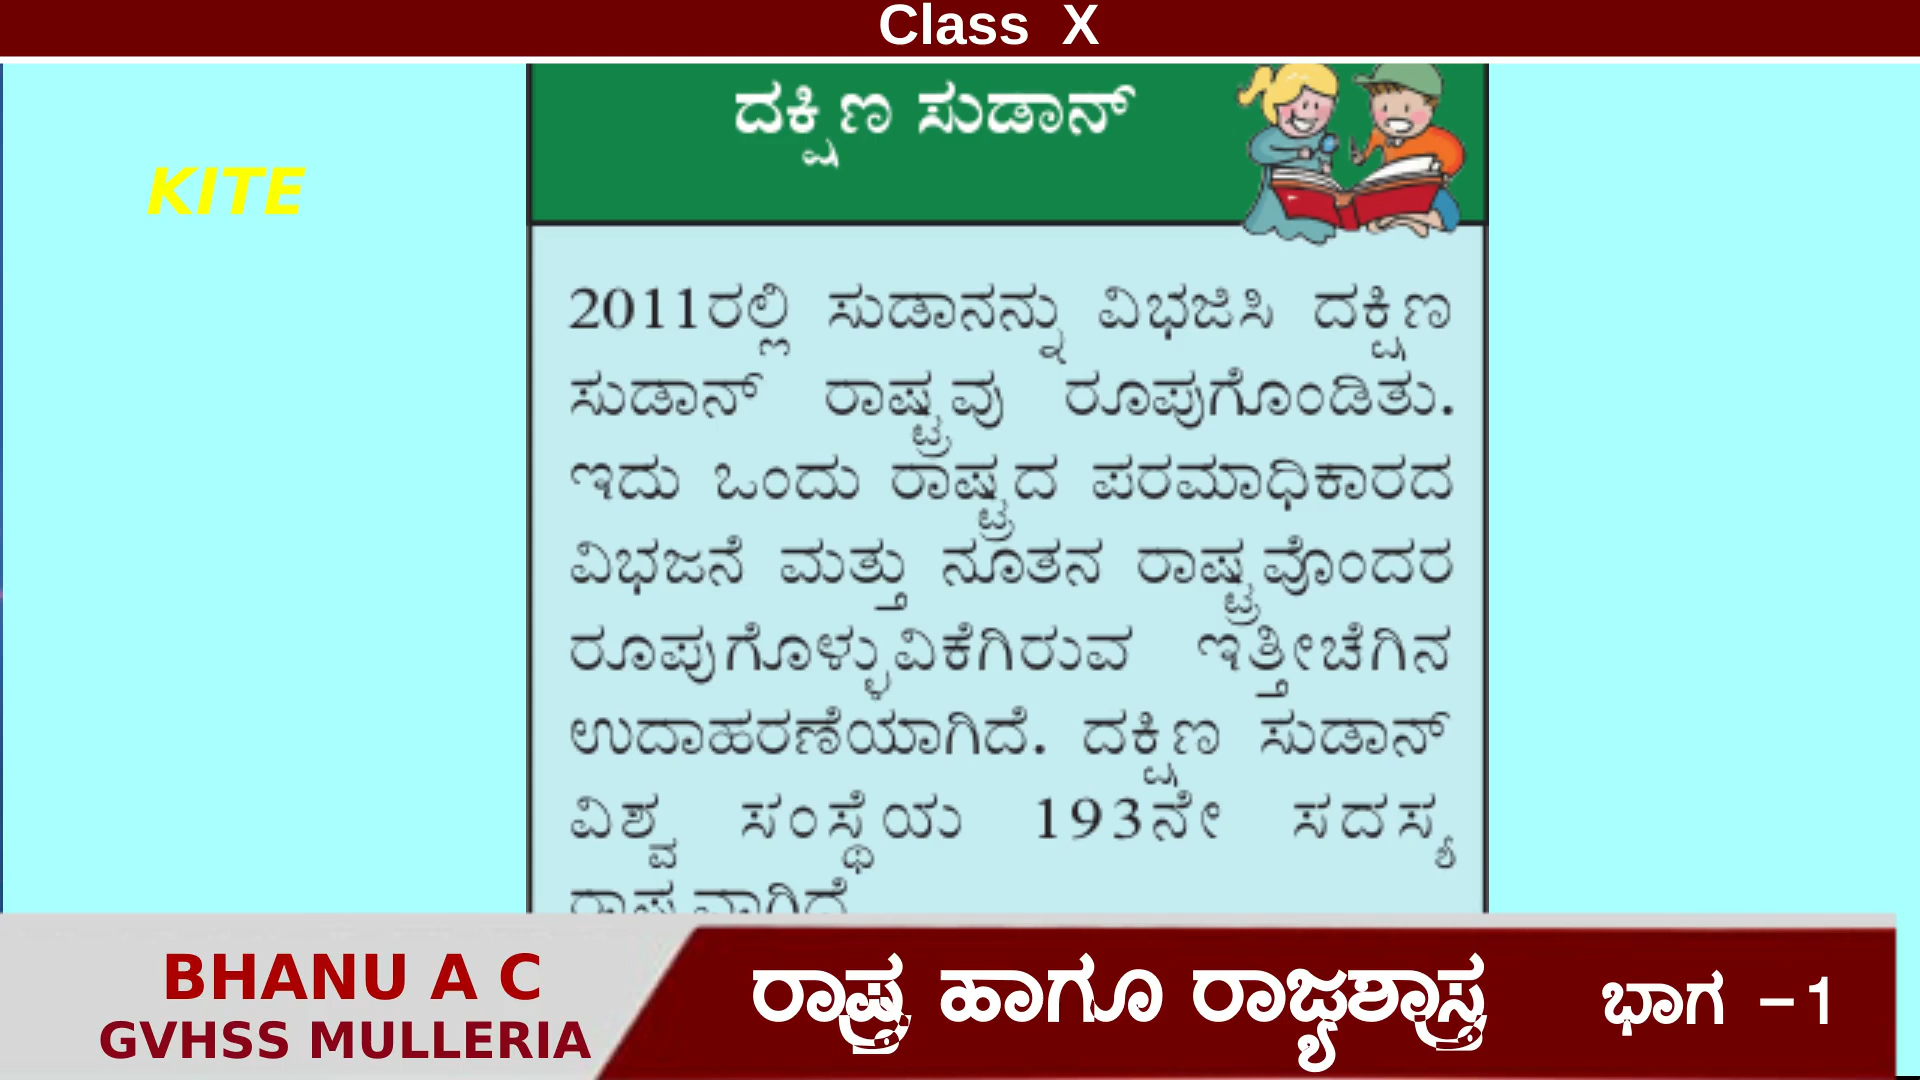 Class X
ದಕ್ಷಿಣ ಸುಡಾನ್
KITE
2011ರಲ್ಲಿ ಸುಡಾನನ್ನು ವಿಭಜಿಸಿ ದಕ್ಷಿಣ
ಸುಡಾನ್ ರಾಷ್ಟ್ರವು ರೂಪುಗೊಂಡಿತು.
ಇದು ಒಂದು ರಾಷ್ಟ್ರದ ಪರಮಾಧಿಕಾರದ
ವಿಭಜನೆ ಮತ್ತು ನೂತನ ರಾಷ್ಟ್ರವೊಂದರ
ರೂಪುಗೊಳ್ಳುವಿಕೆಗಿರುವ ಇತ್ತೀಚೆಗಿನ
ಉದಾಹರಣೆಯಾಗಿದೆ. ದಕ್ಷಿಣ ಸುಡಾನ್
ವಿಶ್ವ ಸಂಸ್ಥೆಯ 193ನೇ ಸದಸ್ಯ
ರಾಷ್ಟ್ರವಾಗಿದೆ
BHANU A C
GVHSS MULLERIA
ರಾಷ್ಟ್ರ ಹಾಗೂ ರಾಜ್ಯಶಾಸ್ತ್ರ ಭಾಗ -1